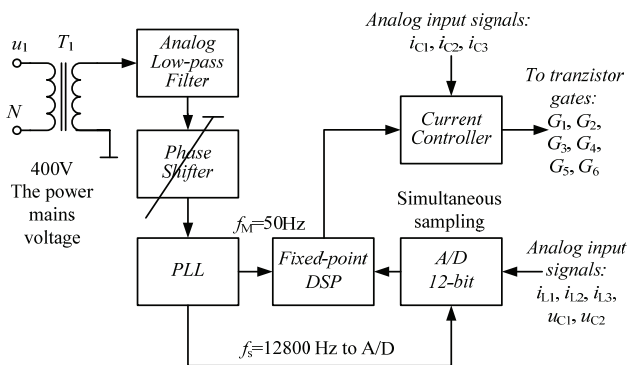 Analog input signals:
iC1, iC2, iC3
u1
T1
N
Analog
Low-pass
Filter
To tranzistor
gates:
G1, G2,
G3, G4,
G5, G6
Current
Controller
Phase
Shifter
400V
The power
mains
voltage
Simultaneous
sampling
fM=50Hz
PLL
Fixed-point
DSP
A/D
12-bit
Analog input
signals:
iL1, iL2, iL3,
uC1, uC2
fs=12800 Hz to A/D